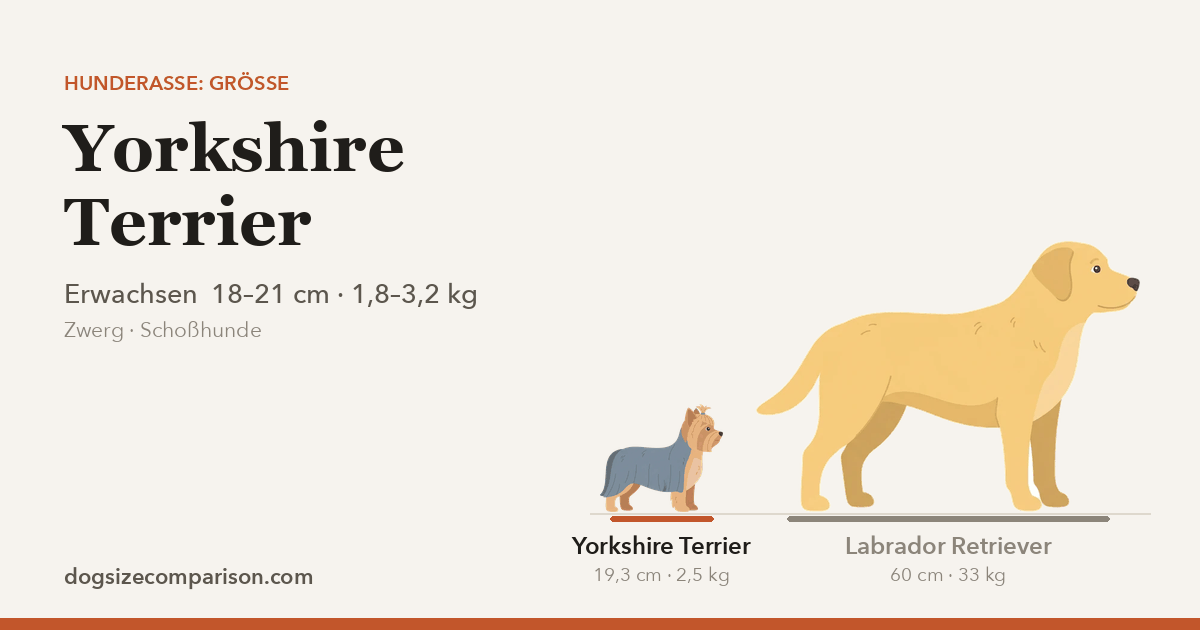 HUNDERASSE: GRÖSSE
Yorkshire
Terrier
Erwachsen 18–21 cm · 1,8–3,2 kg
Zwerg · Schoßhunde
Yorkshire Terrier
19,3 cm · 2,5 kg
Labrador Retriever
60 cm · 33 kg
dogsizecomparison.com